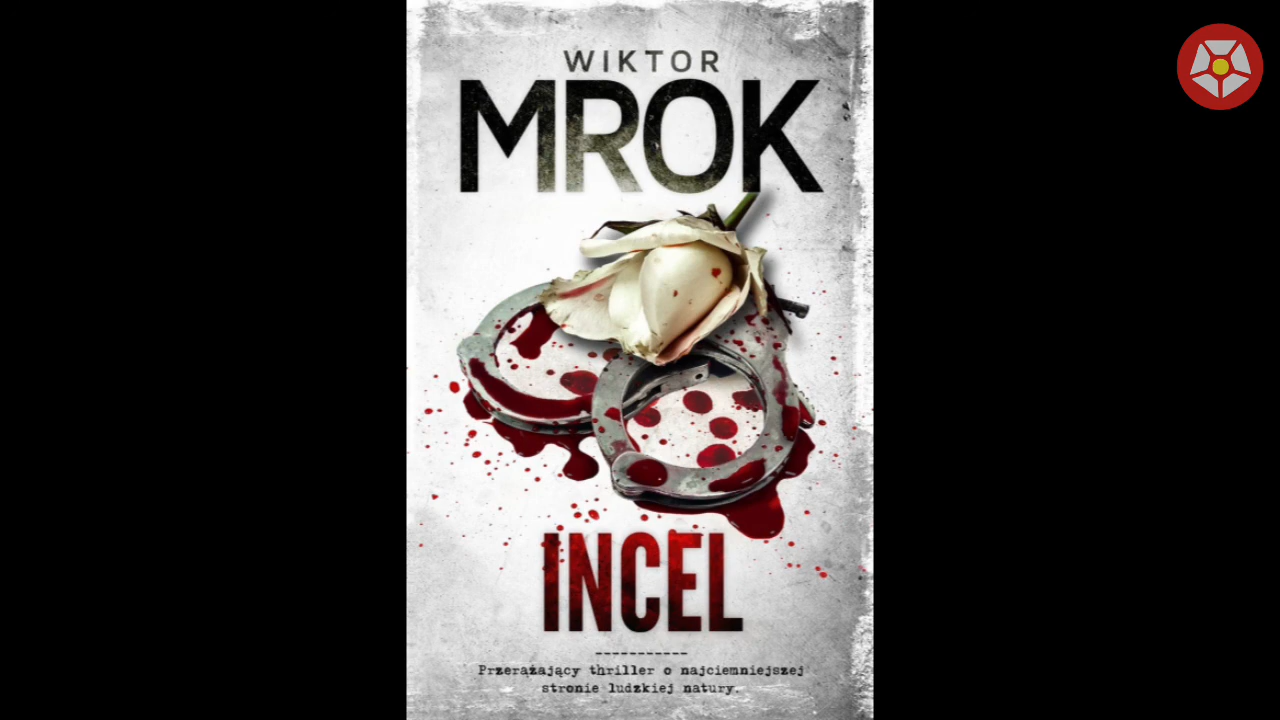 WIKTOR
MROK
INCEL
-----------
Przerażający thriller o najciemniejszej
stronie ludzkiej natury.